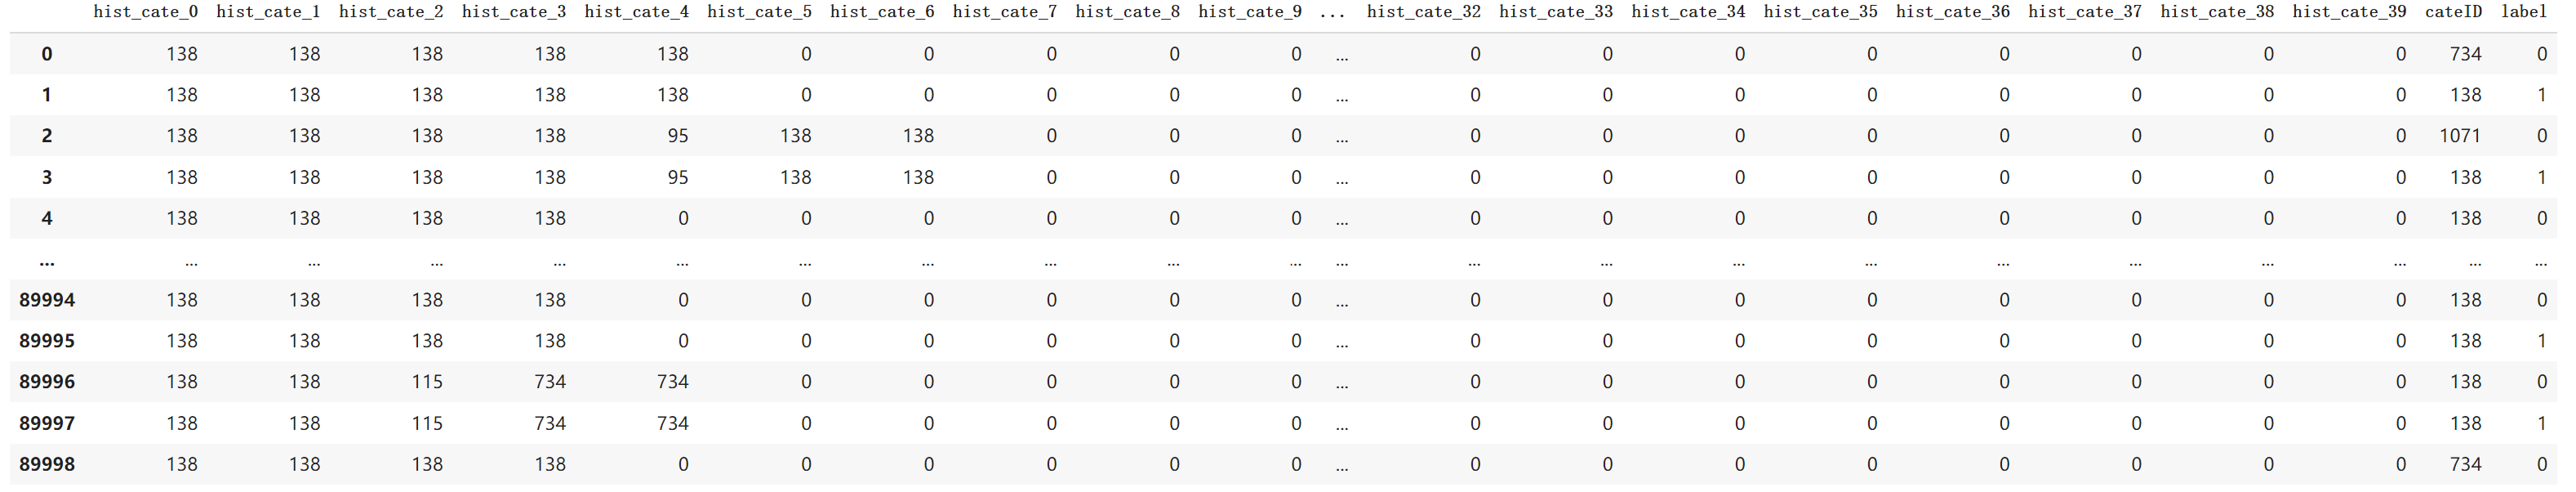 hist_cate_0 hist_cate_1 hist_cate_2 hist_cate_3 hist_cate_4 hist_cate_5 hist_cate_6 hist_cate_7 hist_cate_8 hist_cate_9 ... hist_cate_32 hist_cate_33 hist_cate_34 hist_cate_35 hist_cate_36 hist_cate_37 hist_cate_38 hist_cate_39 cateID label
0 138 138 138 138 138 0 0 0 0 0 ... 0 0 0 0 0 0 0 0 734 0
1 138 138 138 138 138 0 0 0 0 0 ... 0 0 0 0 0 0 0 0 138 1
2 138 138 138 138 95 138 138 0 0 0 ... 0 0 0 0 0 0 0 0 1071 0
3 138 138 138 138 95 138 138 0 0 0 ... 0 0 0 0 0 0 0 0 138 1
4 138 138 138 138 0 0 0 0 0 0 ... 0 0 0 0 0 0 0 0 138 0
... ... ... ... ... ... ... ... ... ... ... ... ... ... ... ... ... ... ... ... ... ...
89994 138 138 138 138 0 0 0 0 0 0 ... 0 0 0 0 0 0 0 0 138 0
89995 138 138 138 138 0 0 0 0 0 0 ... 0 0 0 0 0 0 0 0 138 1
89996 138 138 115 734 734 0 0 0 0 0 ... 0 0 0 0 0 0 0 0 138 0
89997 138 138 115 734 734 0 0 0 0 0 ... 0 0 0 0 0 0 0 0 138 1
89998 138 138 138 138 0 0 0 0 0 0 ... 0 0 0 0 0 0 0 0 734 0